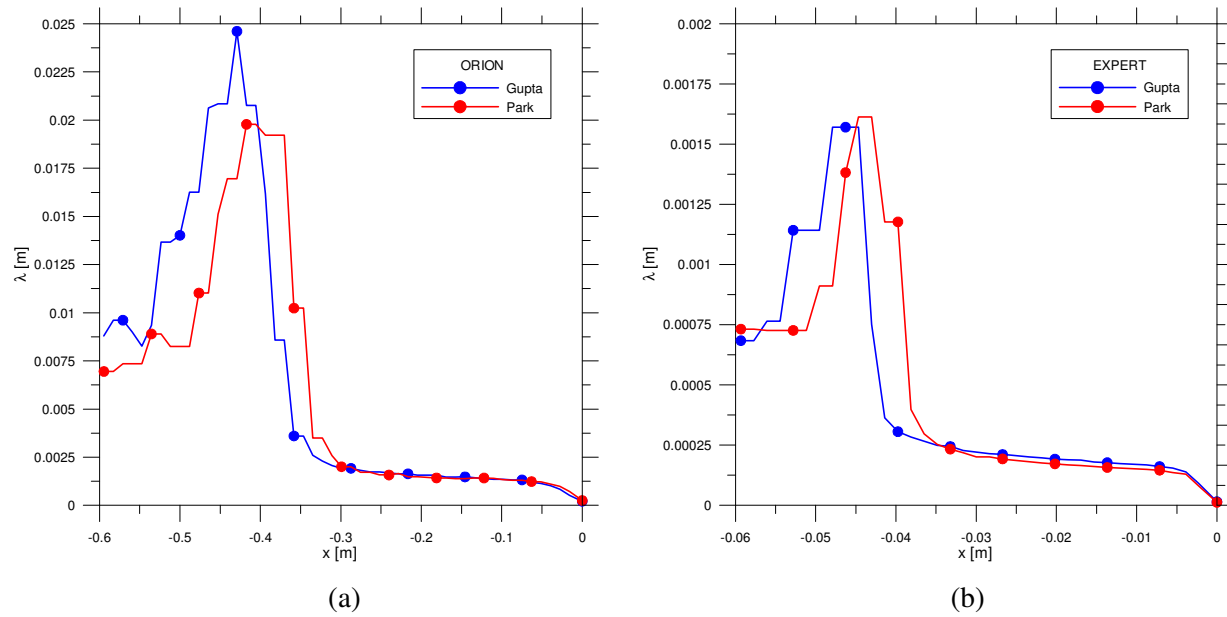 ORION
Gupta
Park
0.025
0.0225
0.02
0.0175
0.015
0.0125
0.01
0.0075
0.005
0.0025
0
λ [m]
-0.6 -0.5 -0.4 -0.3 -0.2 -0.1 0
x [m]
(a)
EXPERT
Gupta
Park
0.002
0.00175
0.0015
0.00125
0.001
0.00075
0.0005
0.00025
0
λ [m]
-0.06 -0.05 -0.04 -0.03 -0.02 -0.01 0
x [m]
(b)